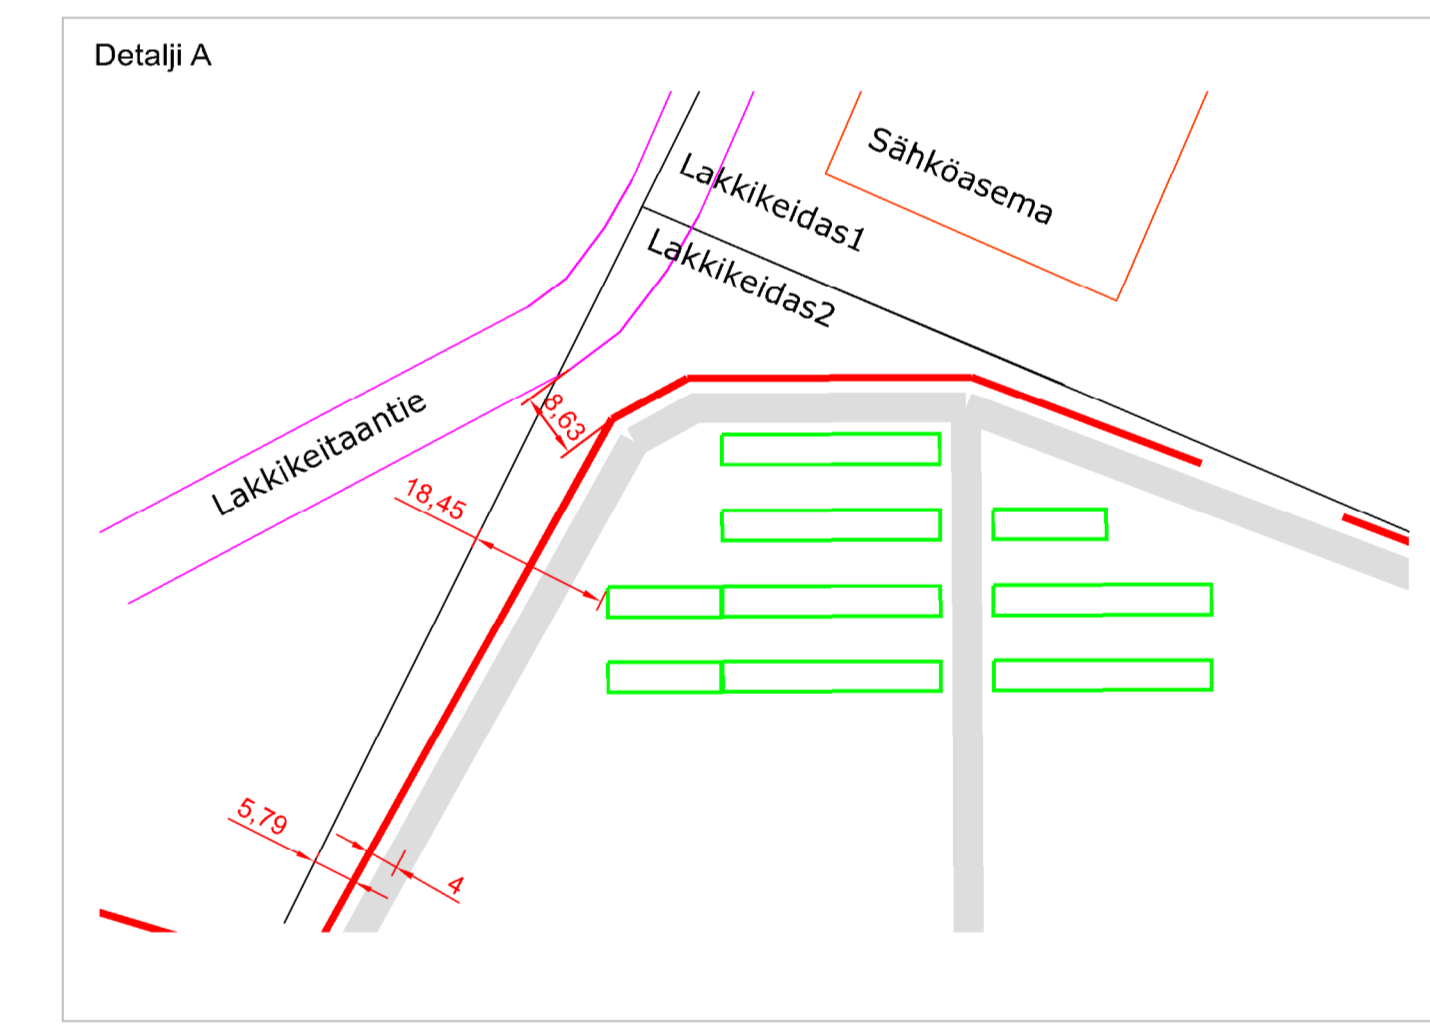 Detalji A
Sähköasema
Lakkikeidas1
Lakkikeidas2
Lakkikeitaantie
8,63
18,45
5,79
4